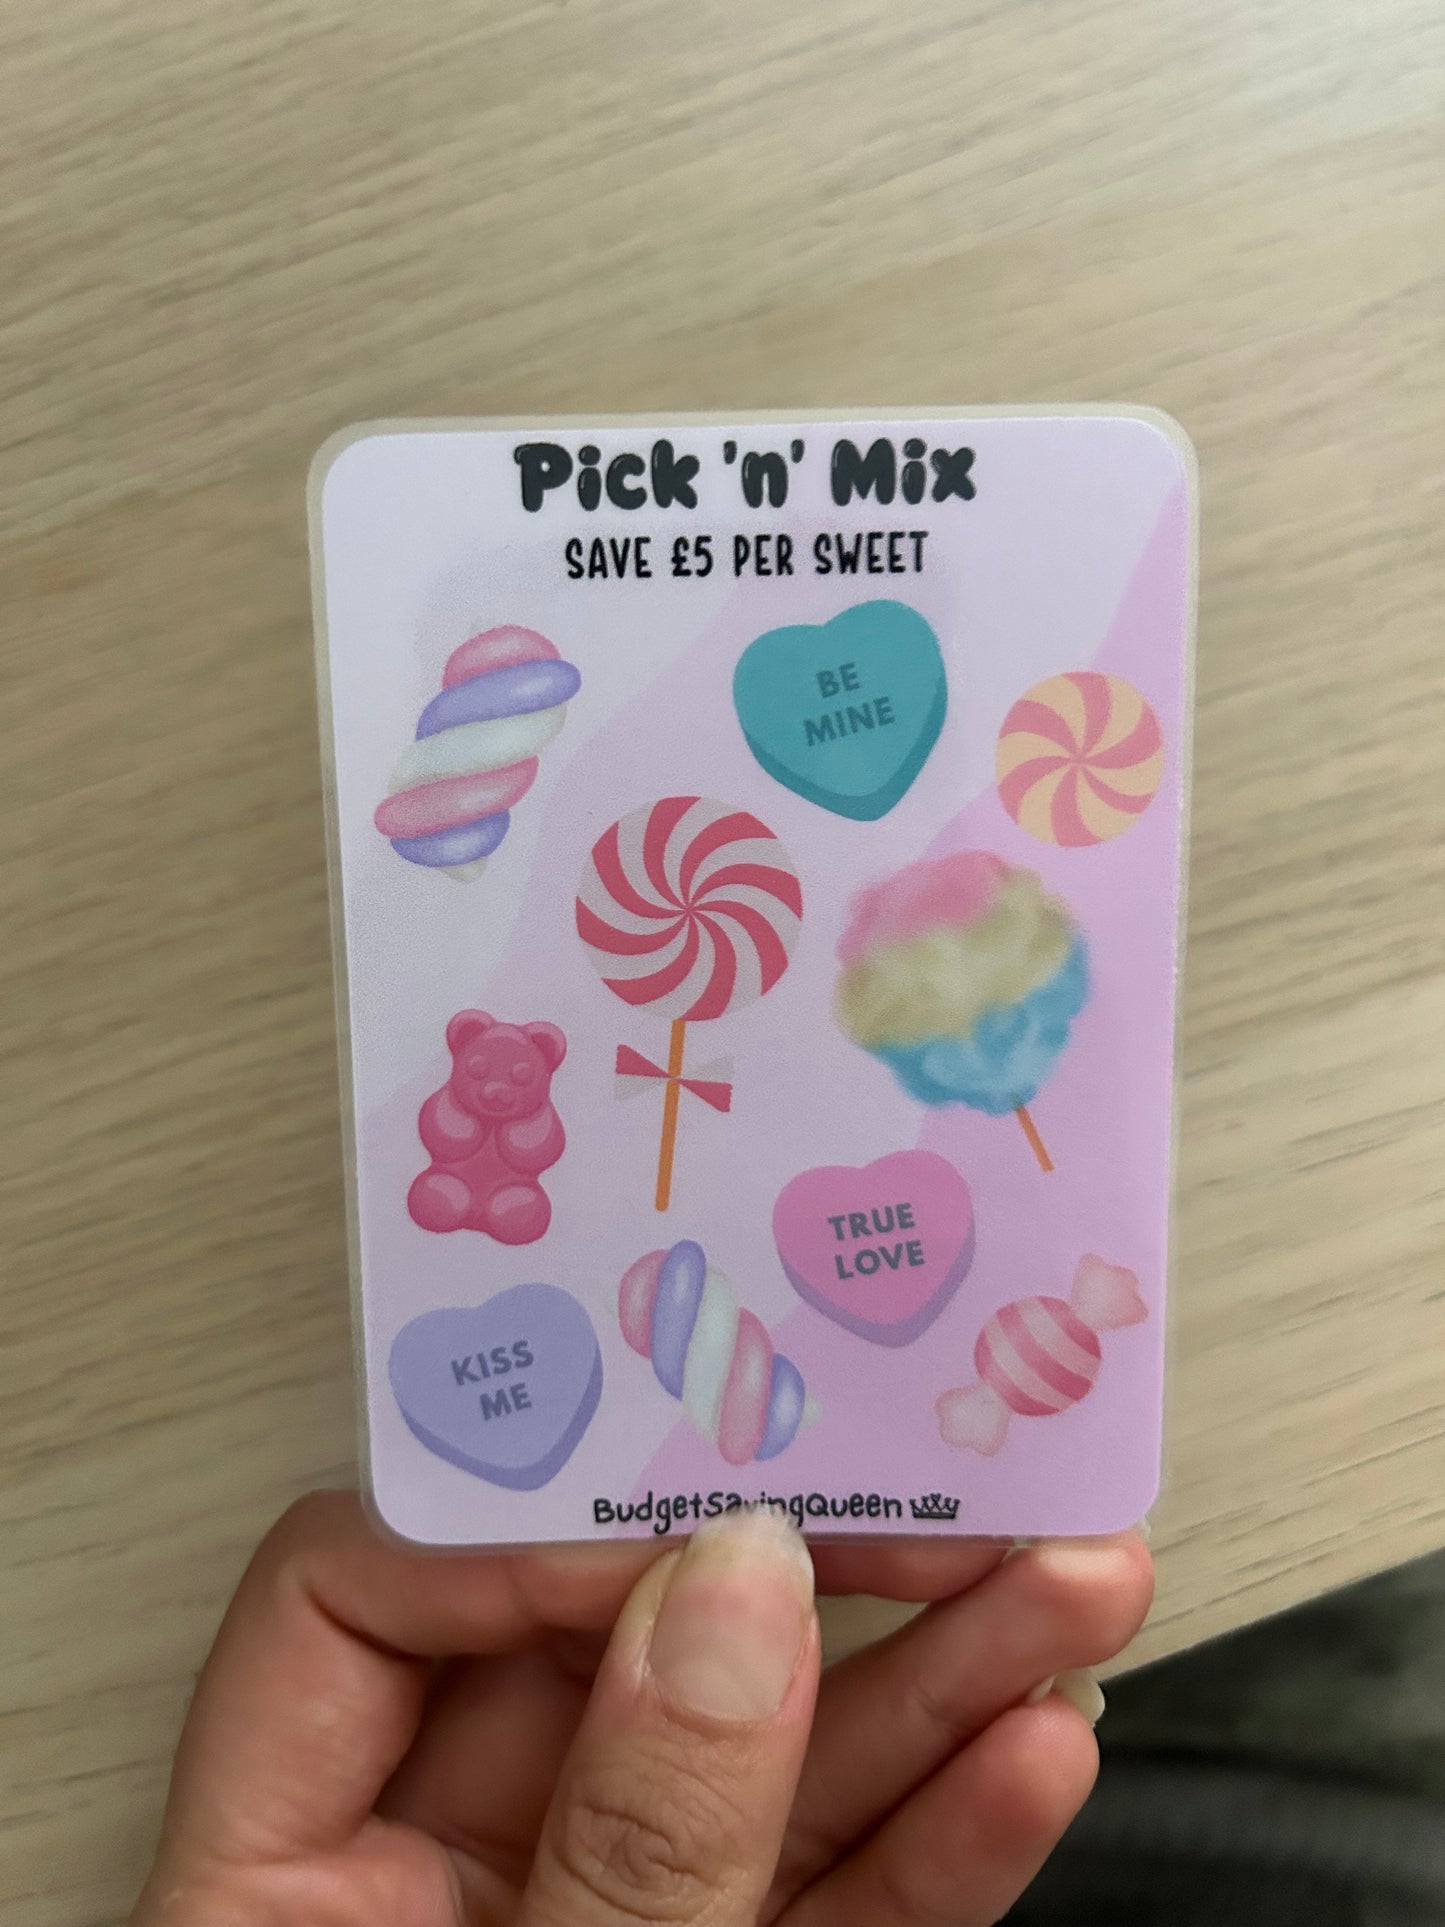 Pick 'n' Mix
SAVE £5 PER SWEET
BE
MINE
TRUE
LOVE
KISS
ME
BudgetSavingQueen